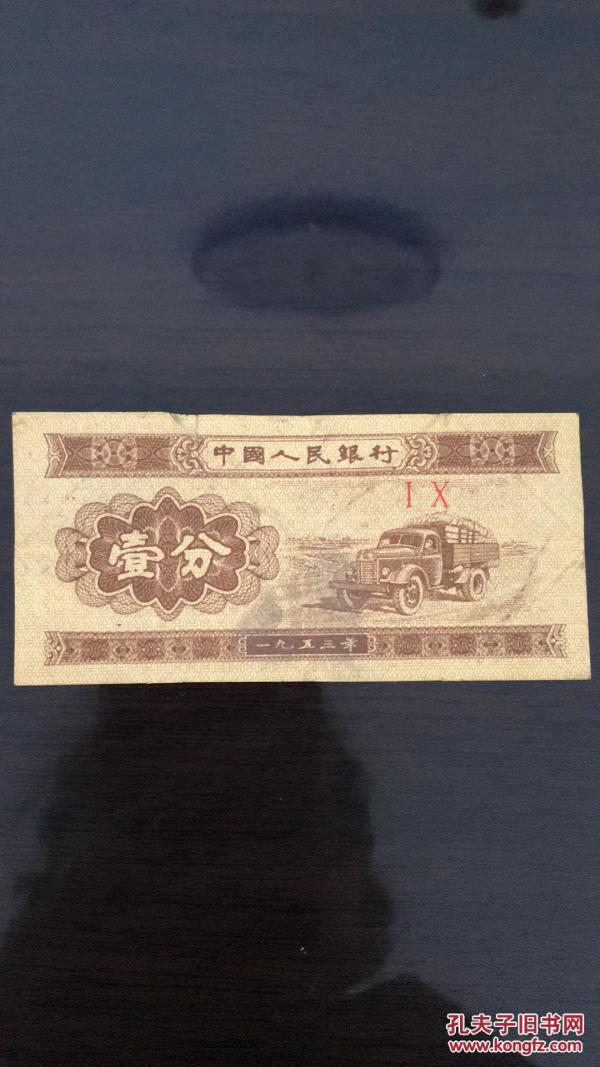 中國人民銀行
I X
壹分
一九五三年
孔夫子旧书网
www.kongfz.com